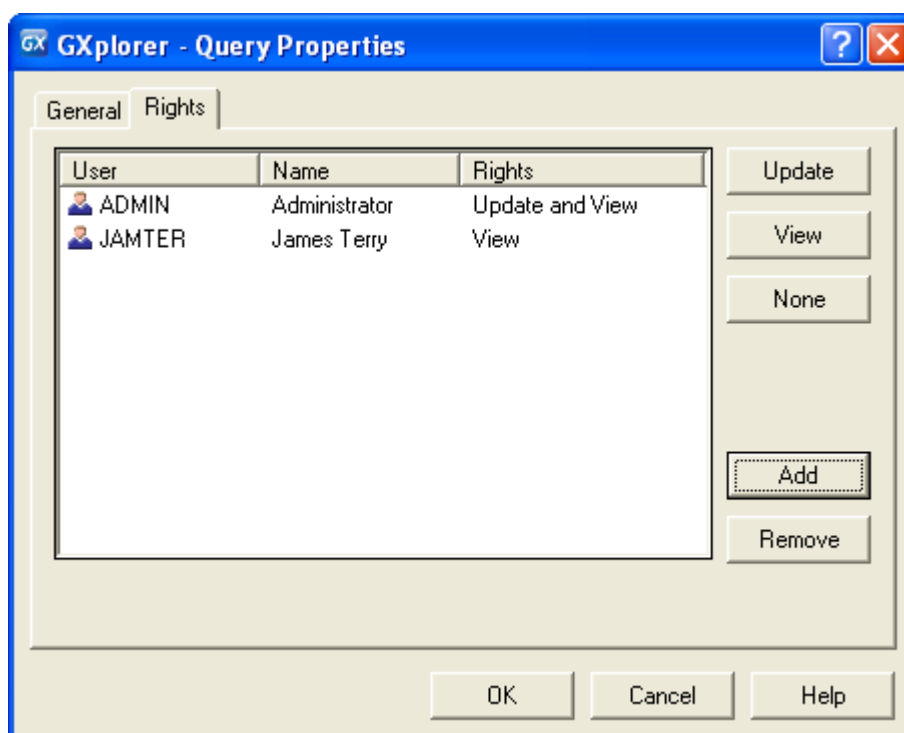 GX GXplorer - Query Properties ?
General Rights
User Name Rights Update
ADMIN Administrator Update and View
JAMTER James Terry View View
None
Add
Remove
OK Cancel Help